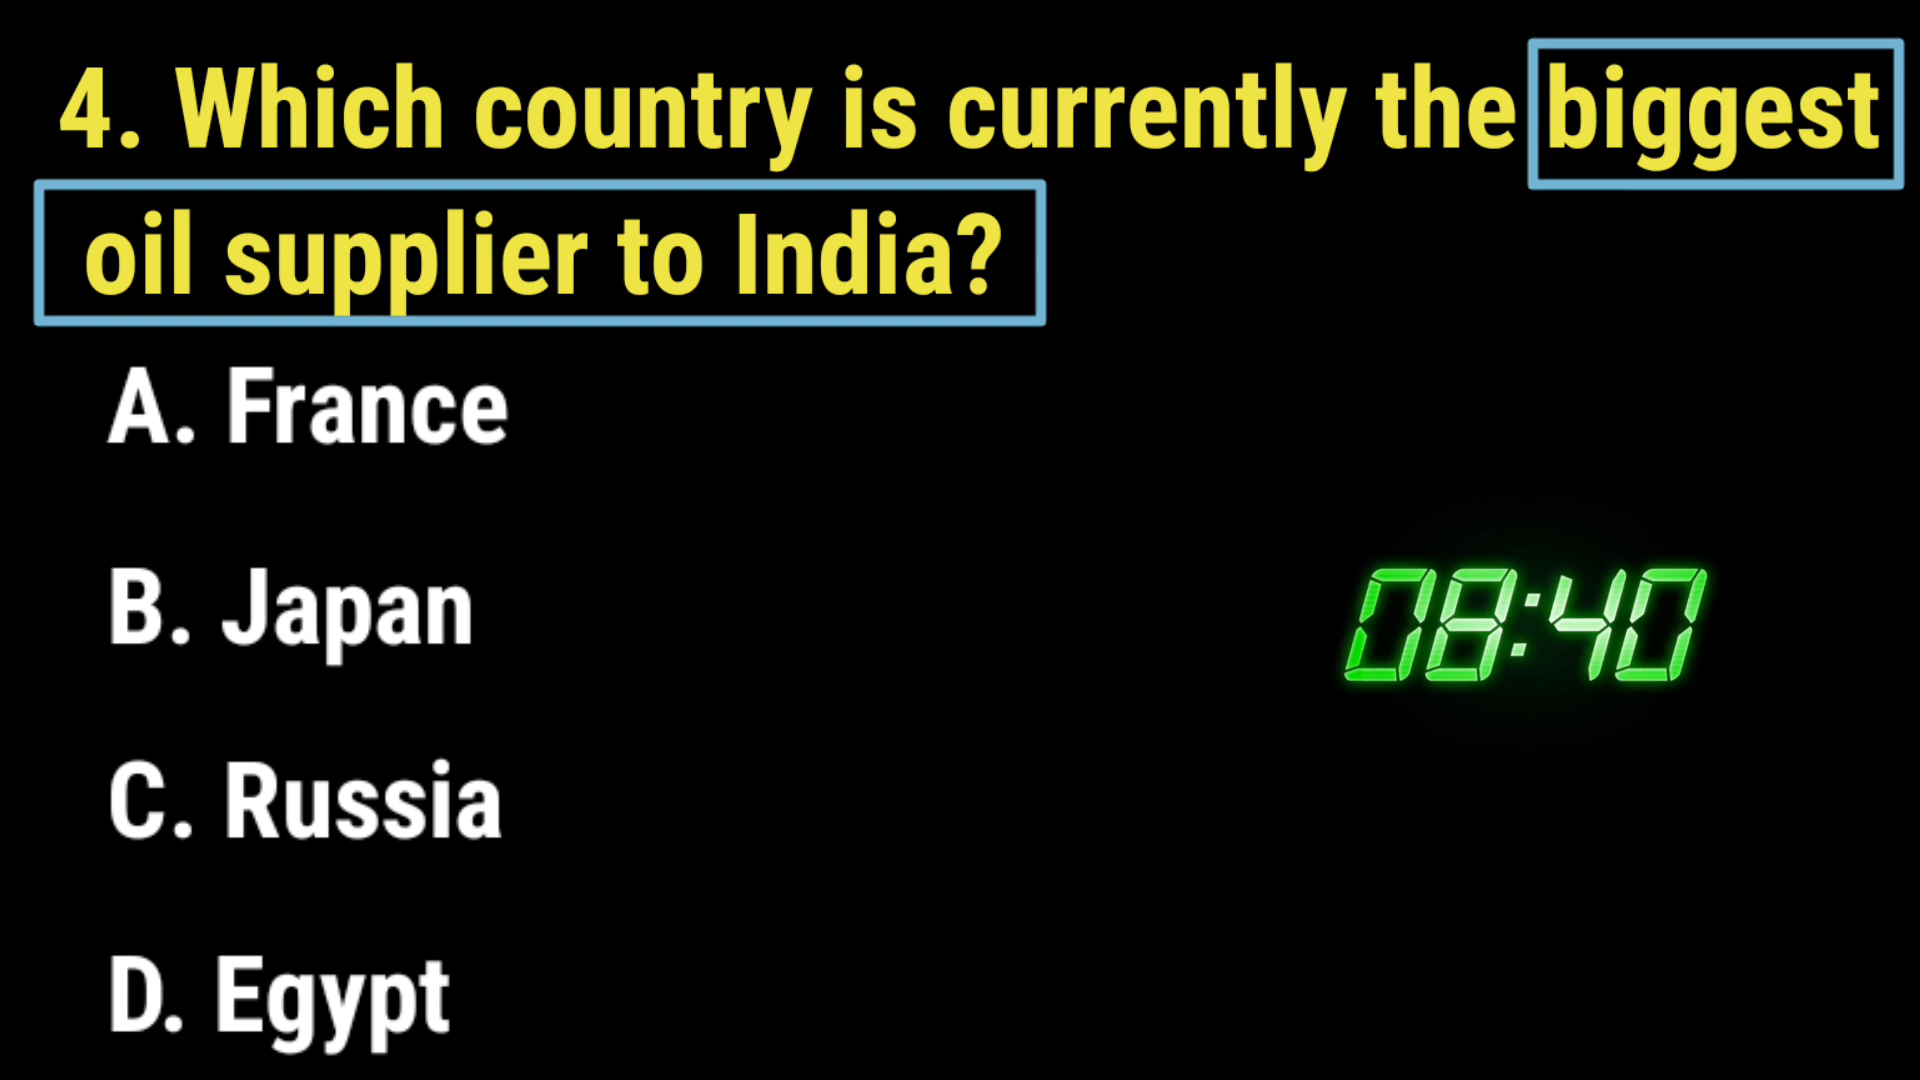 4. Which country is currently the biggest
oil supplier to India?
A. France
B. Japan
08:40
C. Russia
D. Egypt